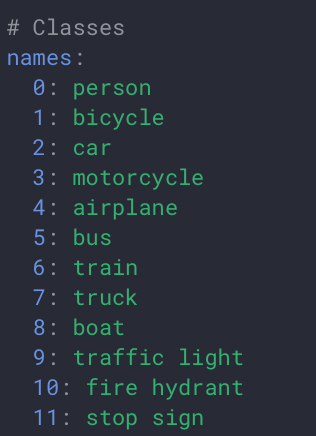 # Classes
names:
0: person
1: bicycle
2: car
3: motorcycle
4: airplane
5: bus
6: train
7: truck
8: boat
9: traffic light
10: fire hydrant
11: stop sign